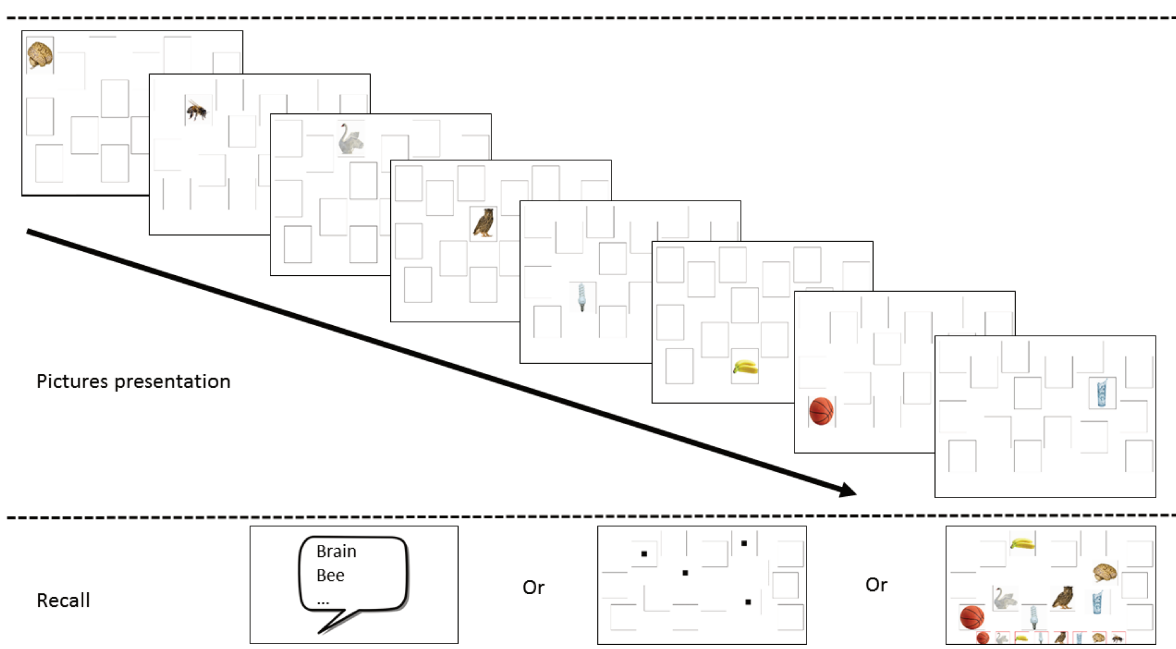 Pictures presentation
Recall
Brain
Bee
...
Or
Or